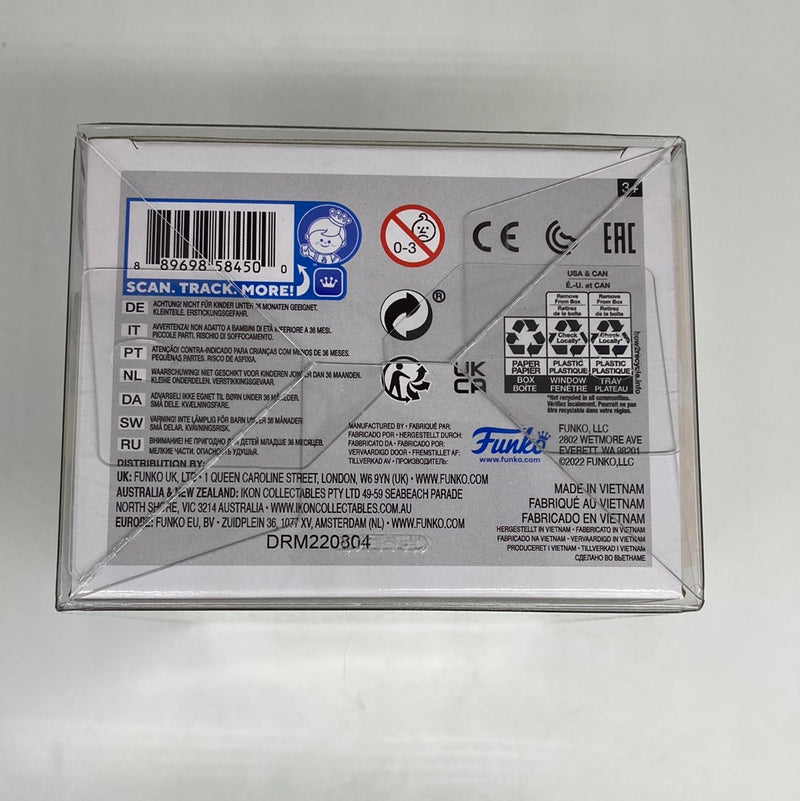 3+
8 89698 58450 0
SCAN. TRACK. MORE!
0-3
CE
EAC
DE ACHTUNG! NICHT FÜR KINDER UNTER 36 MONATEN GEEIGNET.
KLEINTEILE. ERSTICKUNGSGEFAHR.
IT AVVERTENZA! NON ADATTO A BAMBINI DI ETÀ INFERIORE A 36 MESI.
PICCOLE PARTI. RISCHIO DI SOFFOCAMENTO.
PT ATENÇÃO! CONTRA-INDICADO PARA CRIANÇAS COM MENOS DE 36 MESES.
PEQUENAS PARTES. RISCO DE ASFIXIA.
NL WAARSCHUWING! NIET GESCHIKT VOOR KINDEREN JONGER DAN 36 MAANDEN.
KLEINE ONDERDELEN. VERSTIKKINGSGEVAAR.
DA ADVARSEL! IKKE EGNET TIL BØRN UNDER 36 MÅNEDER.
SMÅ DELE. KVÆLNINGSFARE.
SW VARNING! INTE LÄMPLIG FÖR BARN UNDER 36 MÅNADER.
SMÅ DELAR. KVÄVNINGSRISK.
RU ВНИМАНИЕ! НЕ ПРИГОДНО ДЛЯ ДЕТЕЙ МЛАДШЕ 36 МЕСЯЦЕВ.
МЕЛКИЕ ЧАСТИ. ОПАСНОСТЬ УДУШЬЯ.
®
UK
CA
USA & CAN
É.-U. et CAN
Remove From Box
Retirez de la boîte
Remove From Box
Retirez de la boîte
Check Locally*
Check Locally*
PAPER PAPIER
PLASTIC PLASTIQUE
PLASTIC PLASTIQUE
BOX BOÎTE
WINDOW FENÊTRE
TRAY PLATEAU
*Not recycled in all communities.
Vérifiez localement. Pourrait ne pas
être recyclable dans votre région.
how2recycle.info
MANUFACTURED BY • FABRIQUÉ PAR:
FABRICADO POR • HERGESTELLT DURCH:
FABBRICATO DA • FABRICADO POR:
VERVAARDIGD DOOR • FREMSTILLET AF:
TILLVERKAD AV • ПРОИЗВОДИТЕЛЬ:
Funko
www.funko.com
FUNKO, LLC
2802 WETMORE AVE
EVERETT, WA 98201
©2022 FUNKO,LLC
DISTRIBUTION BY:
UK: FUNKO UK, LTD • 1 QUEEN CAROLINE STREET, LONDON, W6 9YN (UK) • WWW.FUNKO.COM
AUSTRALIA & NEW ZEALAND: IKON COLLECTABLES PTY LTD 49-59 SEABEACH PARADE
NORTH SHORE, VIC 3214 AUSTRALIA • WWW.IKONCOLLECTABLES.COM.AU
EUROPE: FUNKO EU, BV • ZUIDPLEIN 36, 1077 XV, AMSTERDAM (NL) • WWW.FUNKO.COM
DRM220804
MADE IN VIETNAM
FABRIQUÉ AU VIETNAM
FABRICADO EN VIETNAM
HERGESTELLT IN VIETNAM • FABBRICATO IN VIETNAM
FABRICADO NA VIETNAM • VERVAARDIGD IN VIETNAM
PRODUCERET I VIETNAM • TILLVERKAD I VIETNAM
СДЕЛАНО ВО ВЬЕТНАМЕ